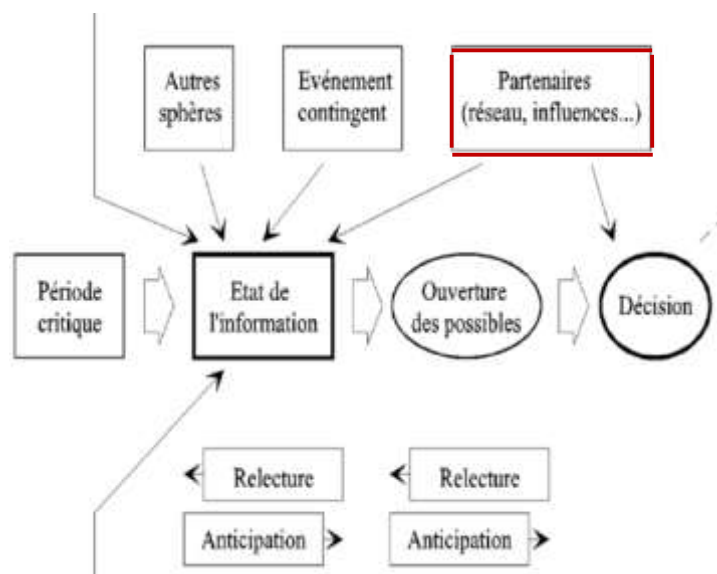 Autres
sphères
Evénement
contingent
Partenaires
(réseau, influences...)
Période
critique
Etat de
l'information
Ouverture
des possibles
Décision
Relecture
Relecture
Anticipation
Anticipation